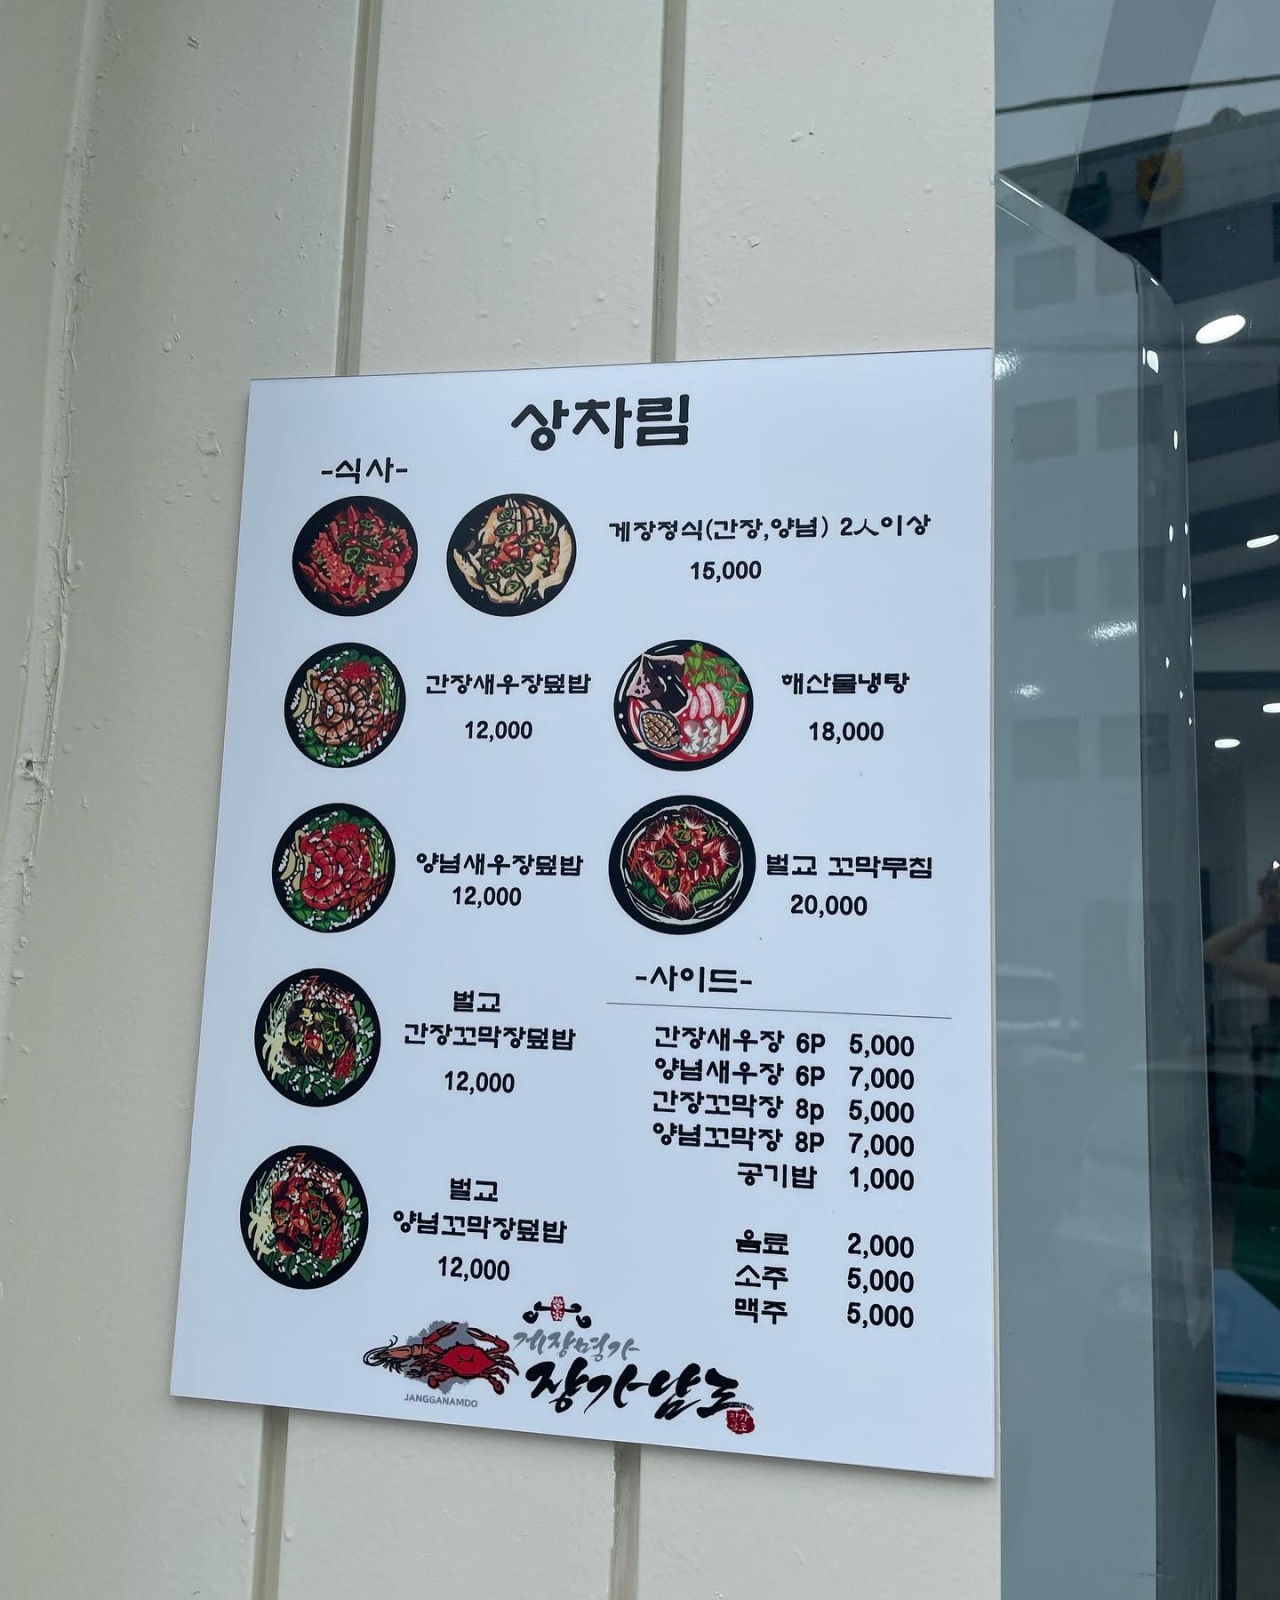 상차림
-식사-
게장정식(간장,양념) 2人이상
15,000
간장새우장덮밥
12,000
해산물냉탕
18,000
양념새우장덮밥
12,000
벌교 꼬막무침
20,000
벌교
간장꼬막장덮밥
12,000
벌교
양념꼬막장덮밥
12,000
-사이드-
간장새우장 6P 5,000
양념새우장 6P 7,000
간장꼬막장 8p 5,000
양념꼬막장 8P 7,000
공기밥 1,000
음료 2,000
소주 5,000
맥주 5,000
게장명가
장가남도
JANGGANAMDO